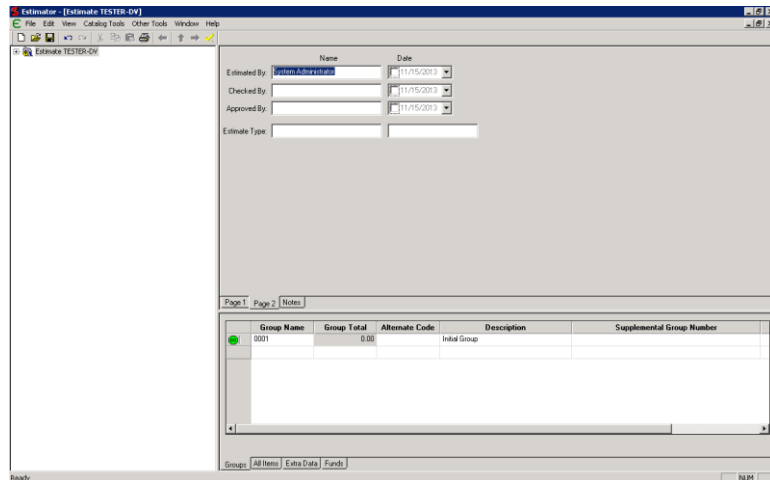 Estimator - [Estimate TESTER-DV]
File Edit View Catalog Tools Other Tools Window Help
Estimate TESTER-DV
Name Date
Estimated By: System Administrator 11/15/2013
Checked By: 11/15/2013
Approved By: 11/15/2013
Estimate Type:
Page 1 Page 2 Notes
Group Name Group Total Alternate Code Description Supplemental Group Number
0001 0.00 Initial Group
Groups All Items Extra Data Funds
Ready NUM